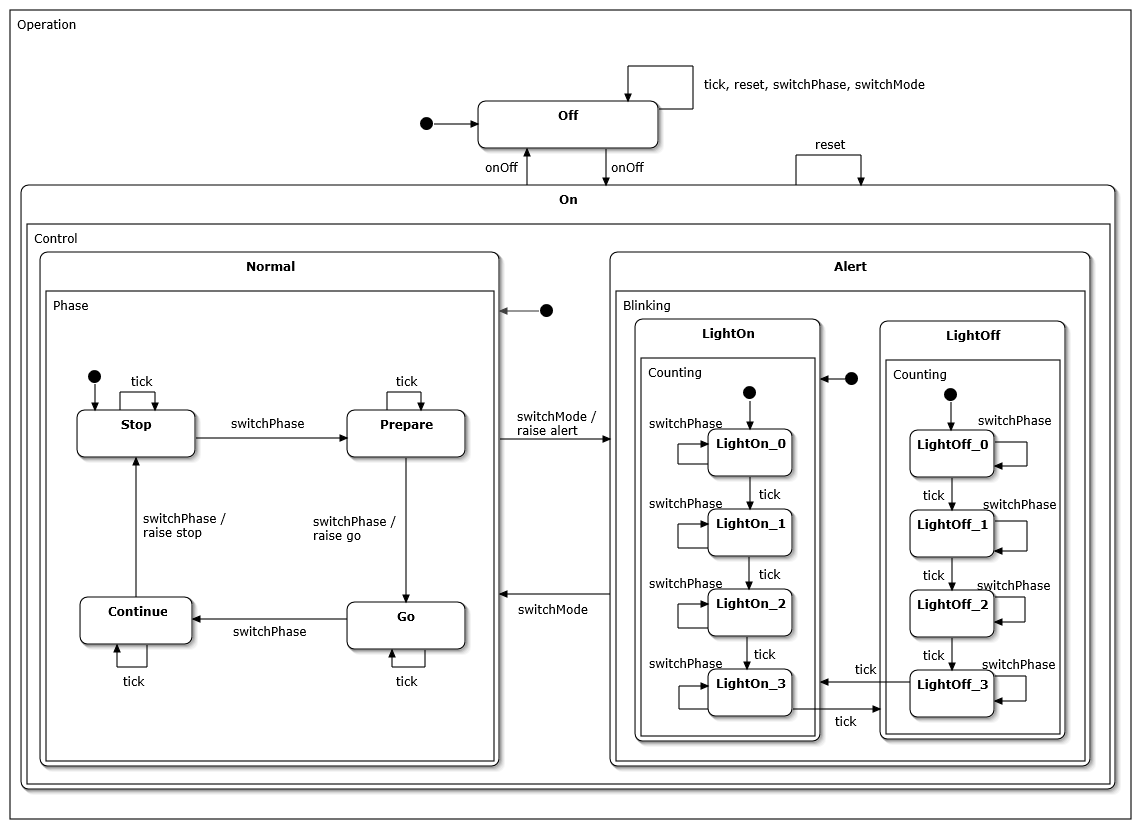 Operation
tick, reset, switchPhase, switchMode
Off
onOff
onOff
reset
On
Control
Normal
Alert
Phase
Blinking
LightOn
LightOff
Counting
Counting
tick
tick
Stop
switchPhase
Prepare
switchMode /
raise alert
switchPhase
LightOn_0
switchPhase
LightOff_0
tick
tick
switchPhase
LightOn_1
switchPhase
LightOff_1
switchPhase /
raise stop
switchPhase /
raise go
tick
tick
switchPhase
LightOn_2
switchPhase
LightOff_2
Continue
switchPhase
Go
switchMode
tick
tick
tick
tick
switchPhase
LightOn_3
switchPhase
LightOff_3
tick
tick